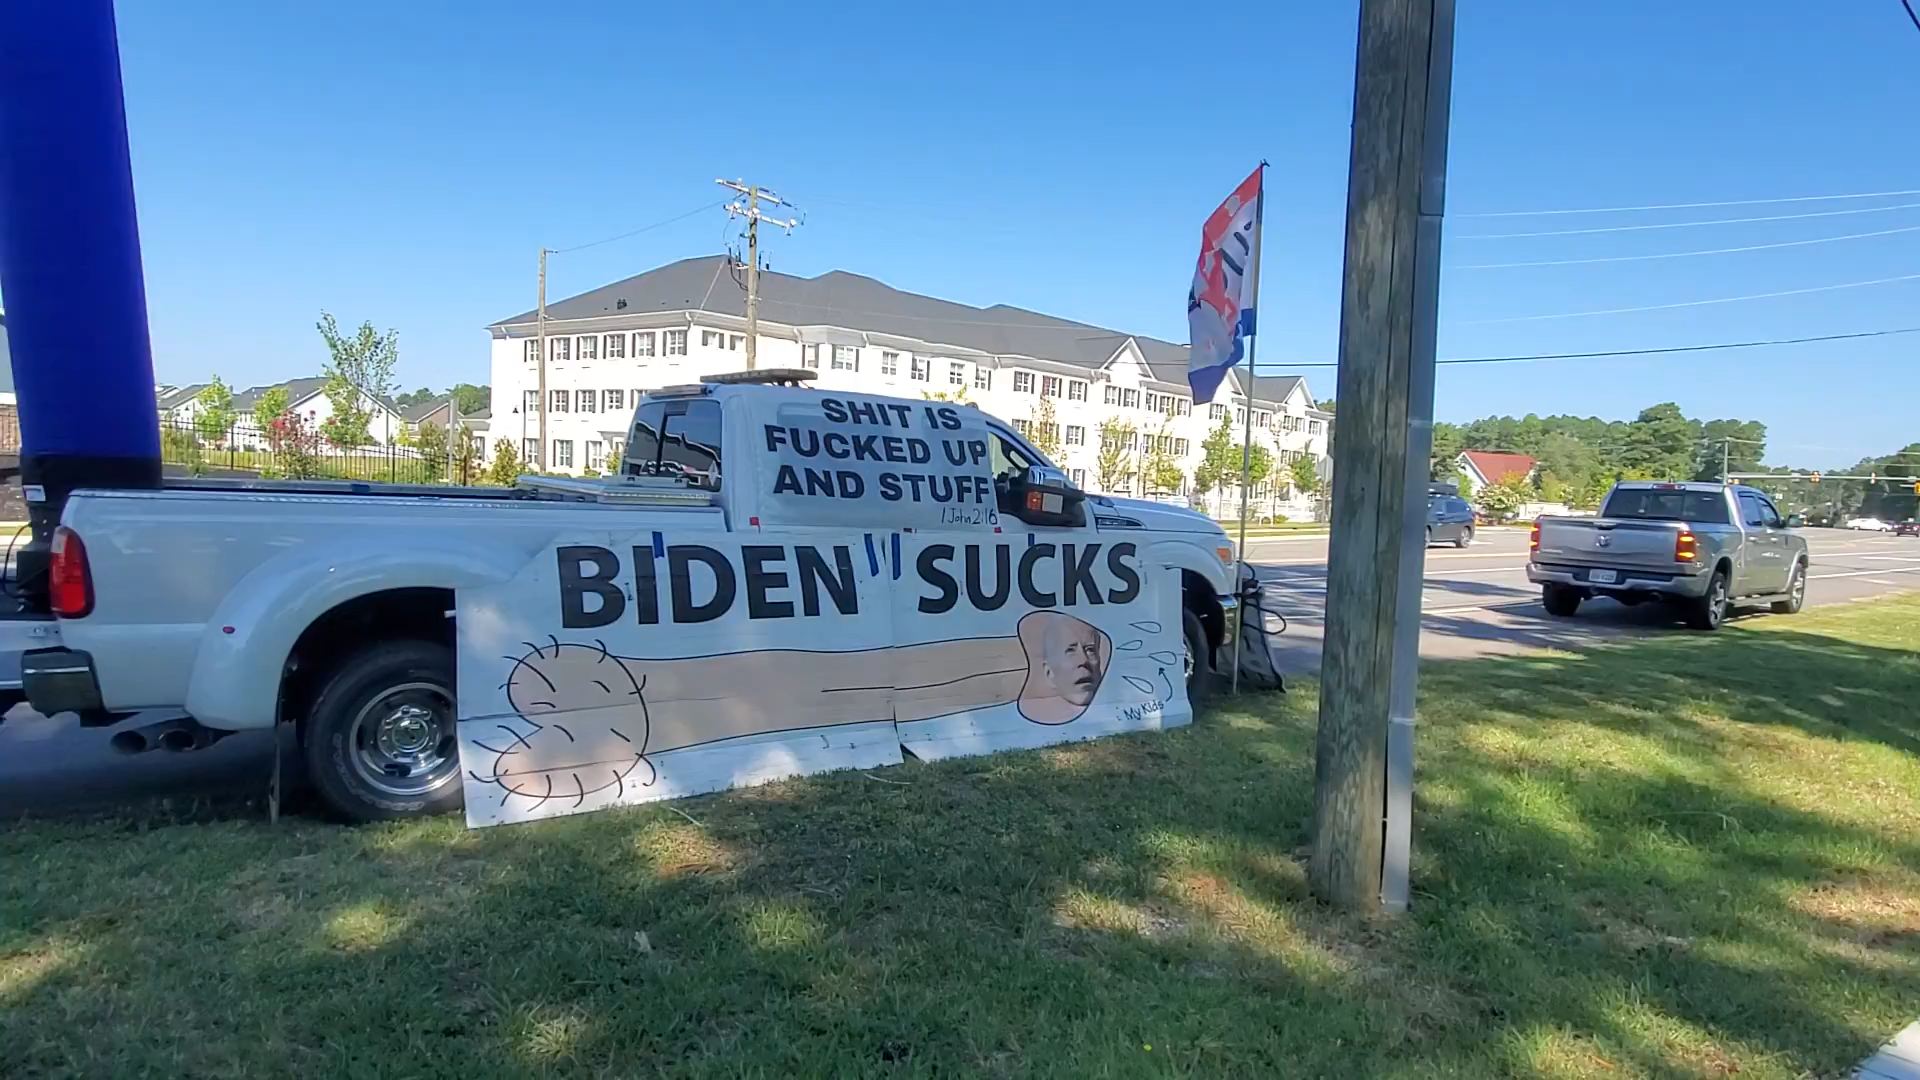 SHIT IS
FUCKED UP
AND STUFF
1 John 2:16
BIDEN SUCKS
My Kids